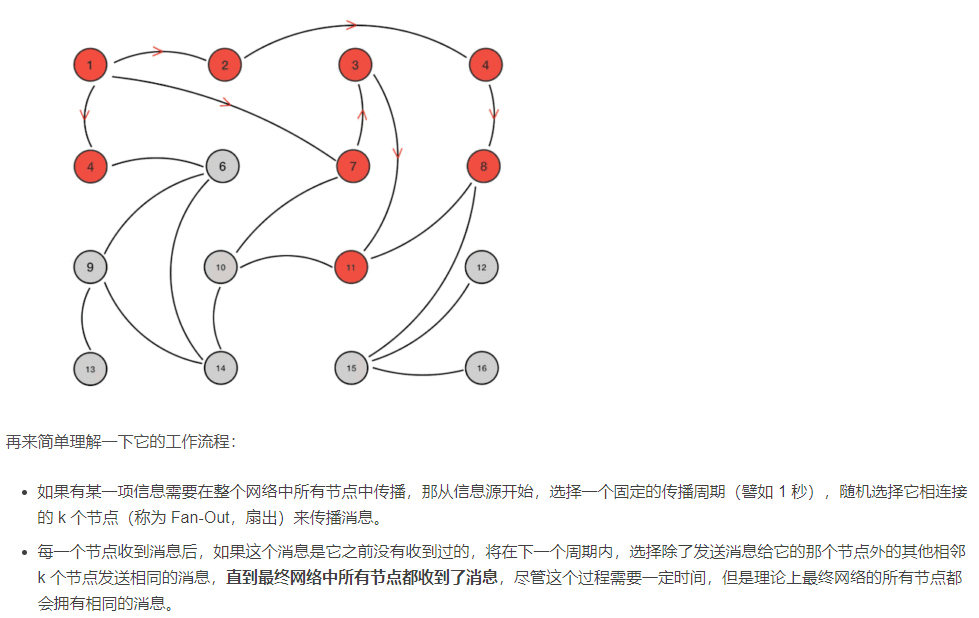 1 2 3 4
4 6 7 8
9 10 11 12
13 14 15 16
再来简单理解一下它的工作流程：
• 如果有某一项信息需要在整个网络中所有节点中传播，那从信息源开始，选择一个固定的传播周期（譬如 1 秒），随机选择它相连接
的 k 个节点（称为 Fan-Out，扇出）来传播消息。
• 每一个节点收到消息后，如果这个消息是它之前没有收到过的，将在下一个周期内，选择除了发送消息给它的那个节点外的其他相邻
k 个节点发送相同的消息，直到最终网络中所有节点都收到了消息，尽管这个过程需要一定时间，但是理论上最终网络的所有节点都
会拥有相同的消息。